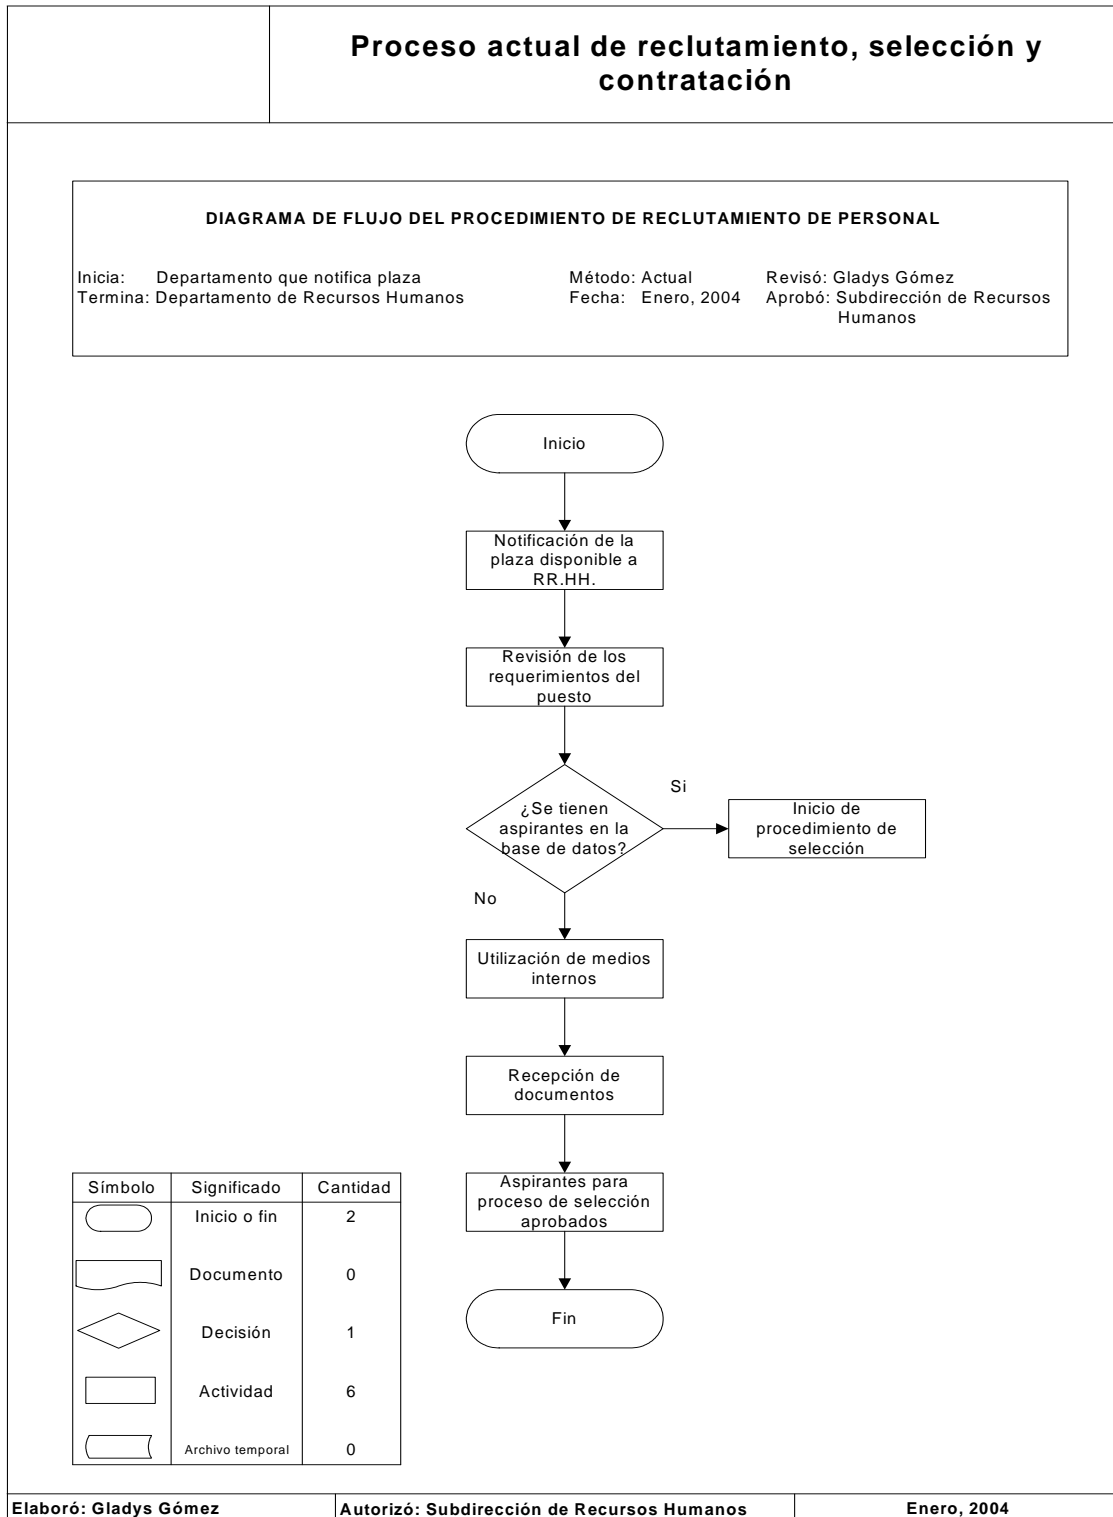 Proceso actual de reclutamiento, selección y
contratación
DIAGRAMA DE FLUJO DEL PROCEDIMIENTO DE RECLUTAMIENTO DE PERSONAL
Inicia: Departamento que notifica plaza Método: Actual Revisó: Gladys Gómez
Termina: Departamento de Recursos Humanos Fecha: Enero, 2004 Aprobó: Subdirección de Recursos
Humanos
Inicio
Notificación de la
plaza disponible a
RR.HH.
Revisión de los
requerimientos del
puesto
¿Se tienen
aspirantes en la
base de datos?
Si
Inicio de
procedimiento de
selección
No
Utilización de medios
internos
Recepción de
documentos
Aspirantes para
proceso de selección
aprobados
Fin
Símbolo Significado Cantidad
Inicio o fin 2
Documento 0
Decisión 1
Actividad 6
Archivo temporal 0
Elaboró: Gladys Gómez Autorizó: Subdirección de Recursos Humanos Enero, 2004